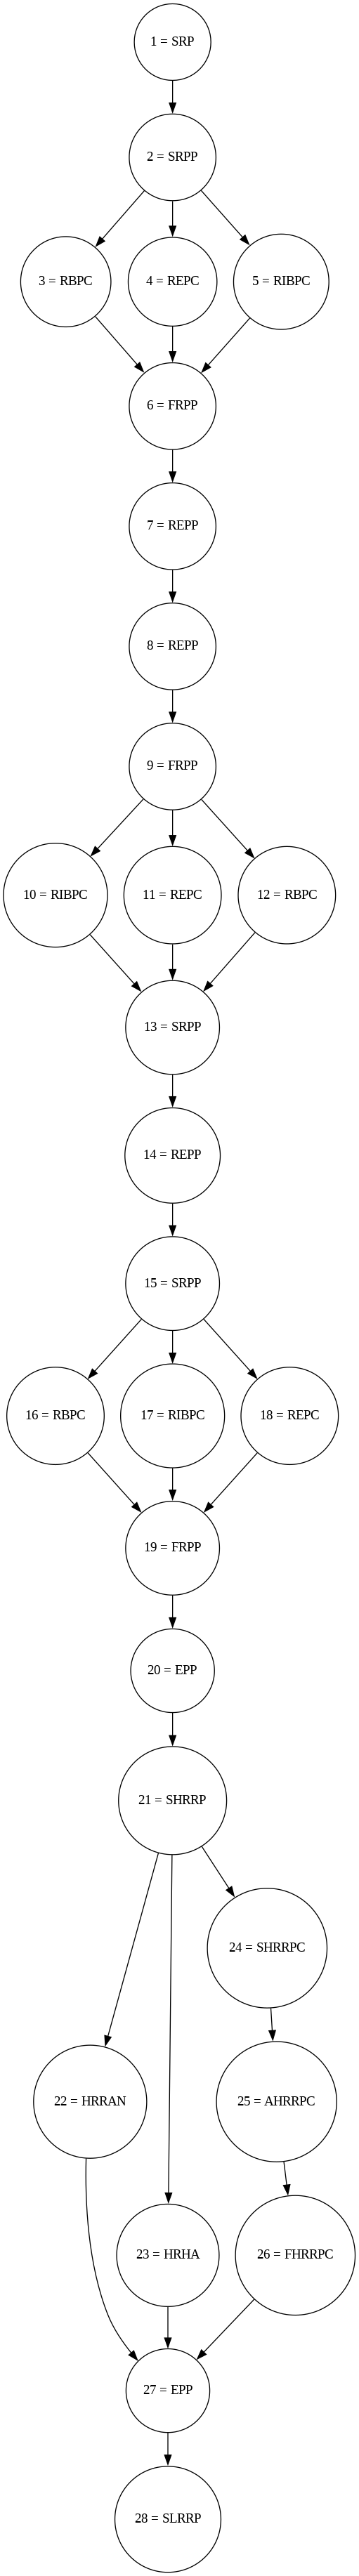 1 = SRP
2 = SRPP
3 = RBPC
4 = REPC
5 = RIBPC
6 = FRPP
7 = REPP
8 = REPP
9 = FRPP
10 = RIBPC
11 = REPC
12 = RBPC
13 = SRPP
14 = REPP
15 = SRPP
16 = RBPC
17 = RIBPC
18 = REPC
19 = FRPP
20 = EPP
21 = SHRRP
24 = SHRRPC
22 = HRRAN
25 = AHRRPC
23 = HRHA
26 = FHRRPC
27 = EPP
28 = SLRRP